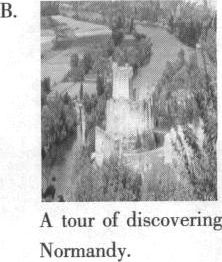 B.
A tour of discovering
Normandy.